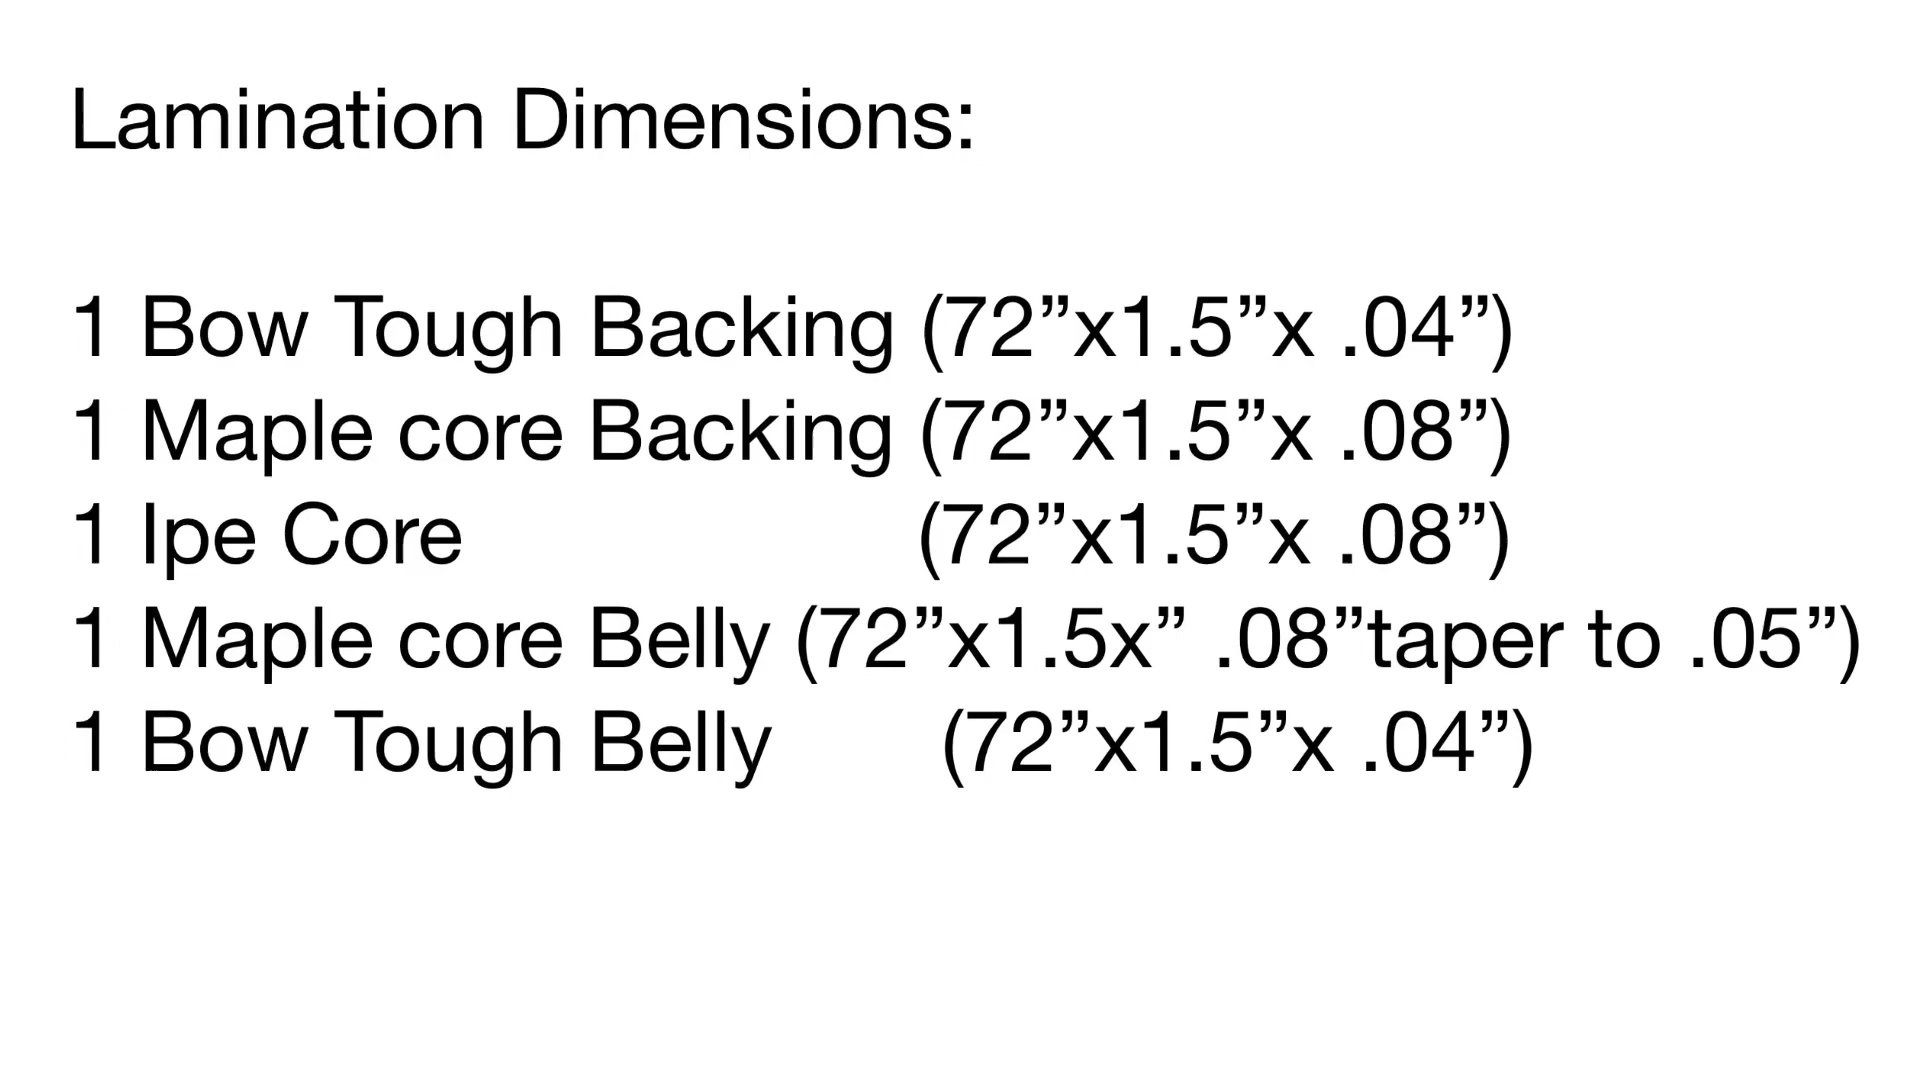 Lamination Dimensions:
1 Bow Tough Backing (72”x1.5”x .04”)
1 Maple core Backing (72”x1.5”x .08”)
1 Ipe Core (72”x1.5”x .08”)
1 Maple core Belly (72”x1.5x” .08”taper to .05”)
1 Bow Tough Belly (72”x1.5”x .04”)